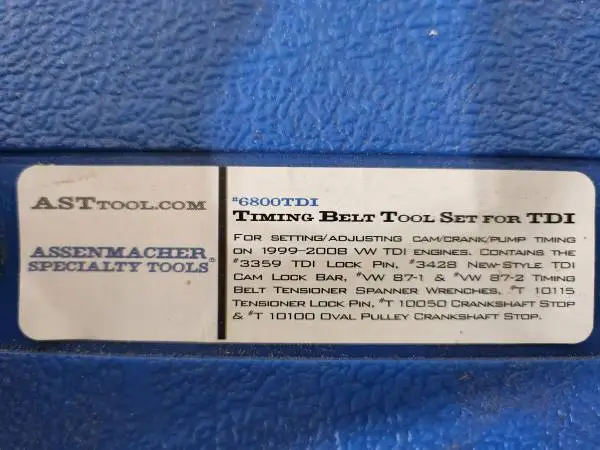 ASTTOOL.COM
ASSENMACHER
SPECIALTY TOOLS®
#6800TDI
TIMING BELT TOOL SET FOR TDI
FOR SETTING/ADJUSTING CAM/CRANK/PUMP TIMING
ON 1999-2008 VW TDI ENGINES. CONTAINS THE
#3359 TDI LOCK PIN, #3428 NEW-STYLE TDI
CAM LOCK BAR, #VW 87-1 & #VW 87-2 TIMING
BELT TENSIONER SPANNER WRENCHES, #T 10115
TENSIONER LOCK PIN, #T 10050 CRANKSHAFT STOP
& #T 10100 OVAL PULLEY CRANKSHAFT STOP.